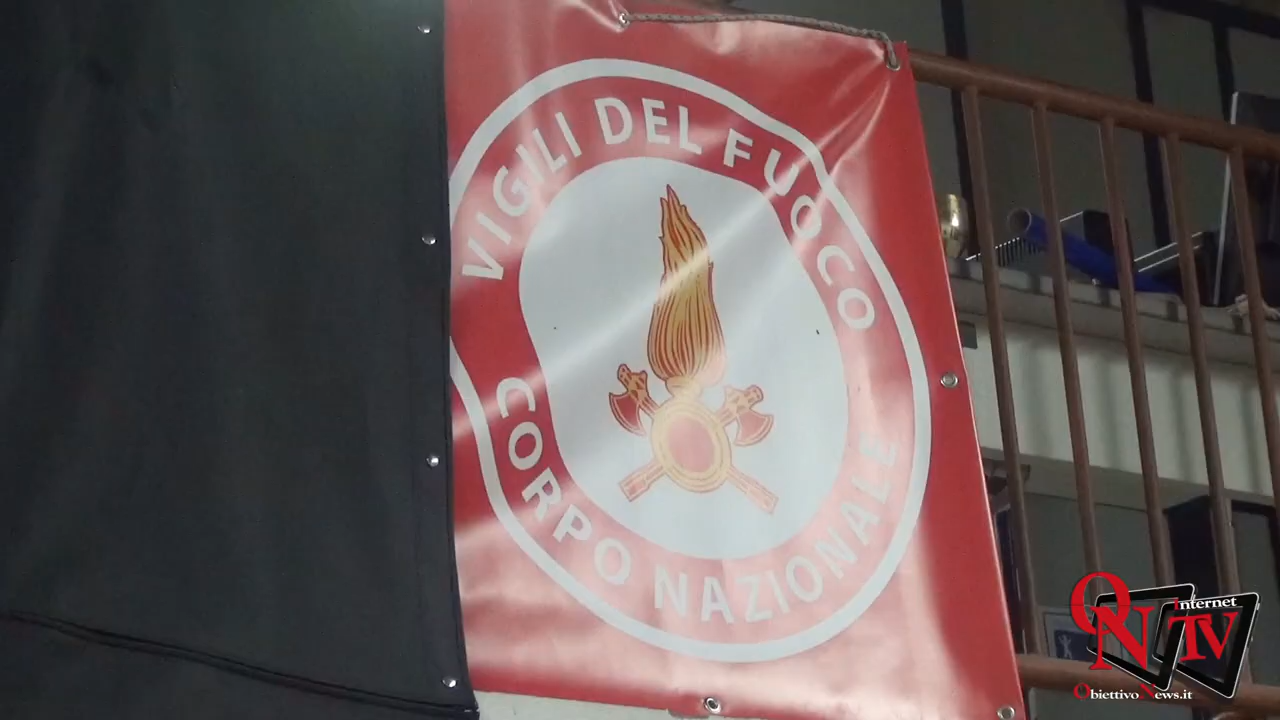 VIGILI DEL FUOCO
CORPO NAZIONALE
ON Internet TV
ObiettivoNews.it